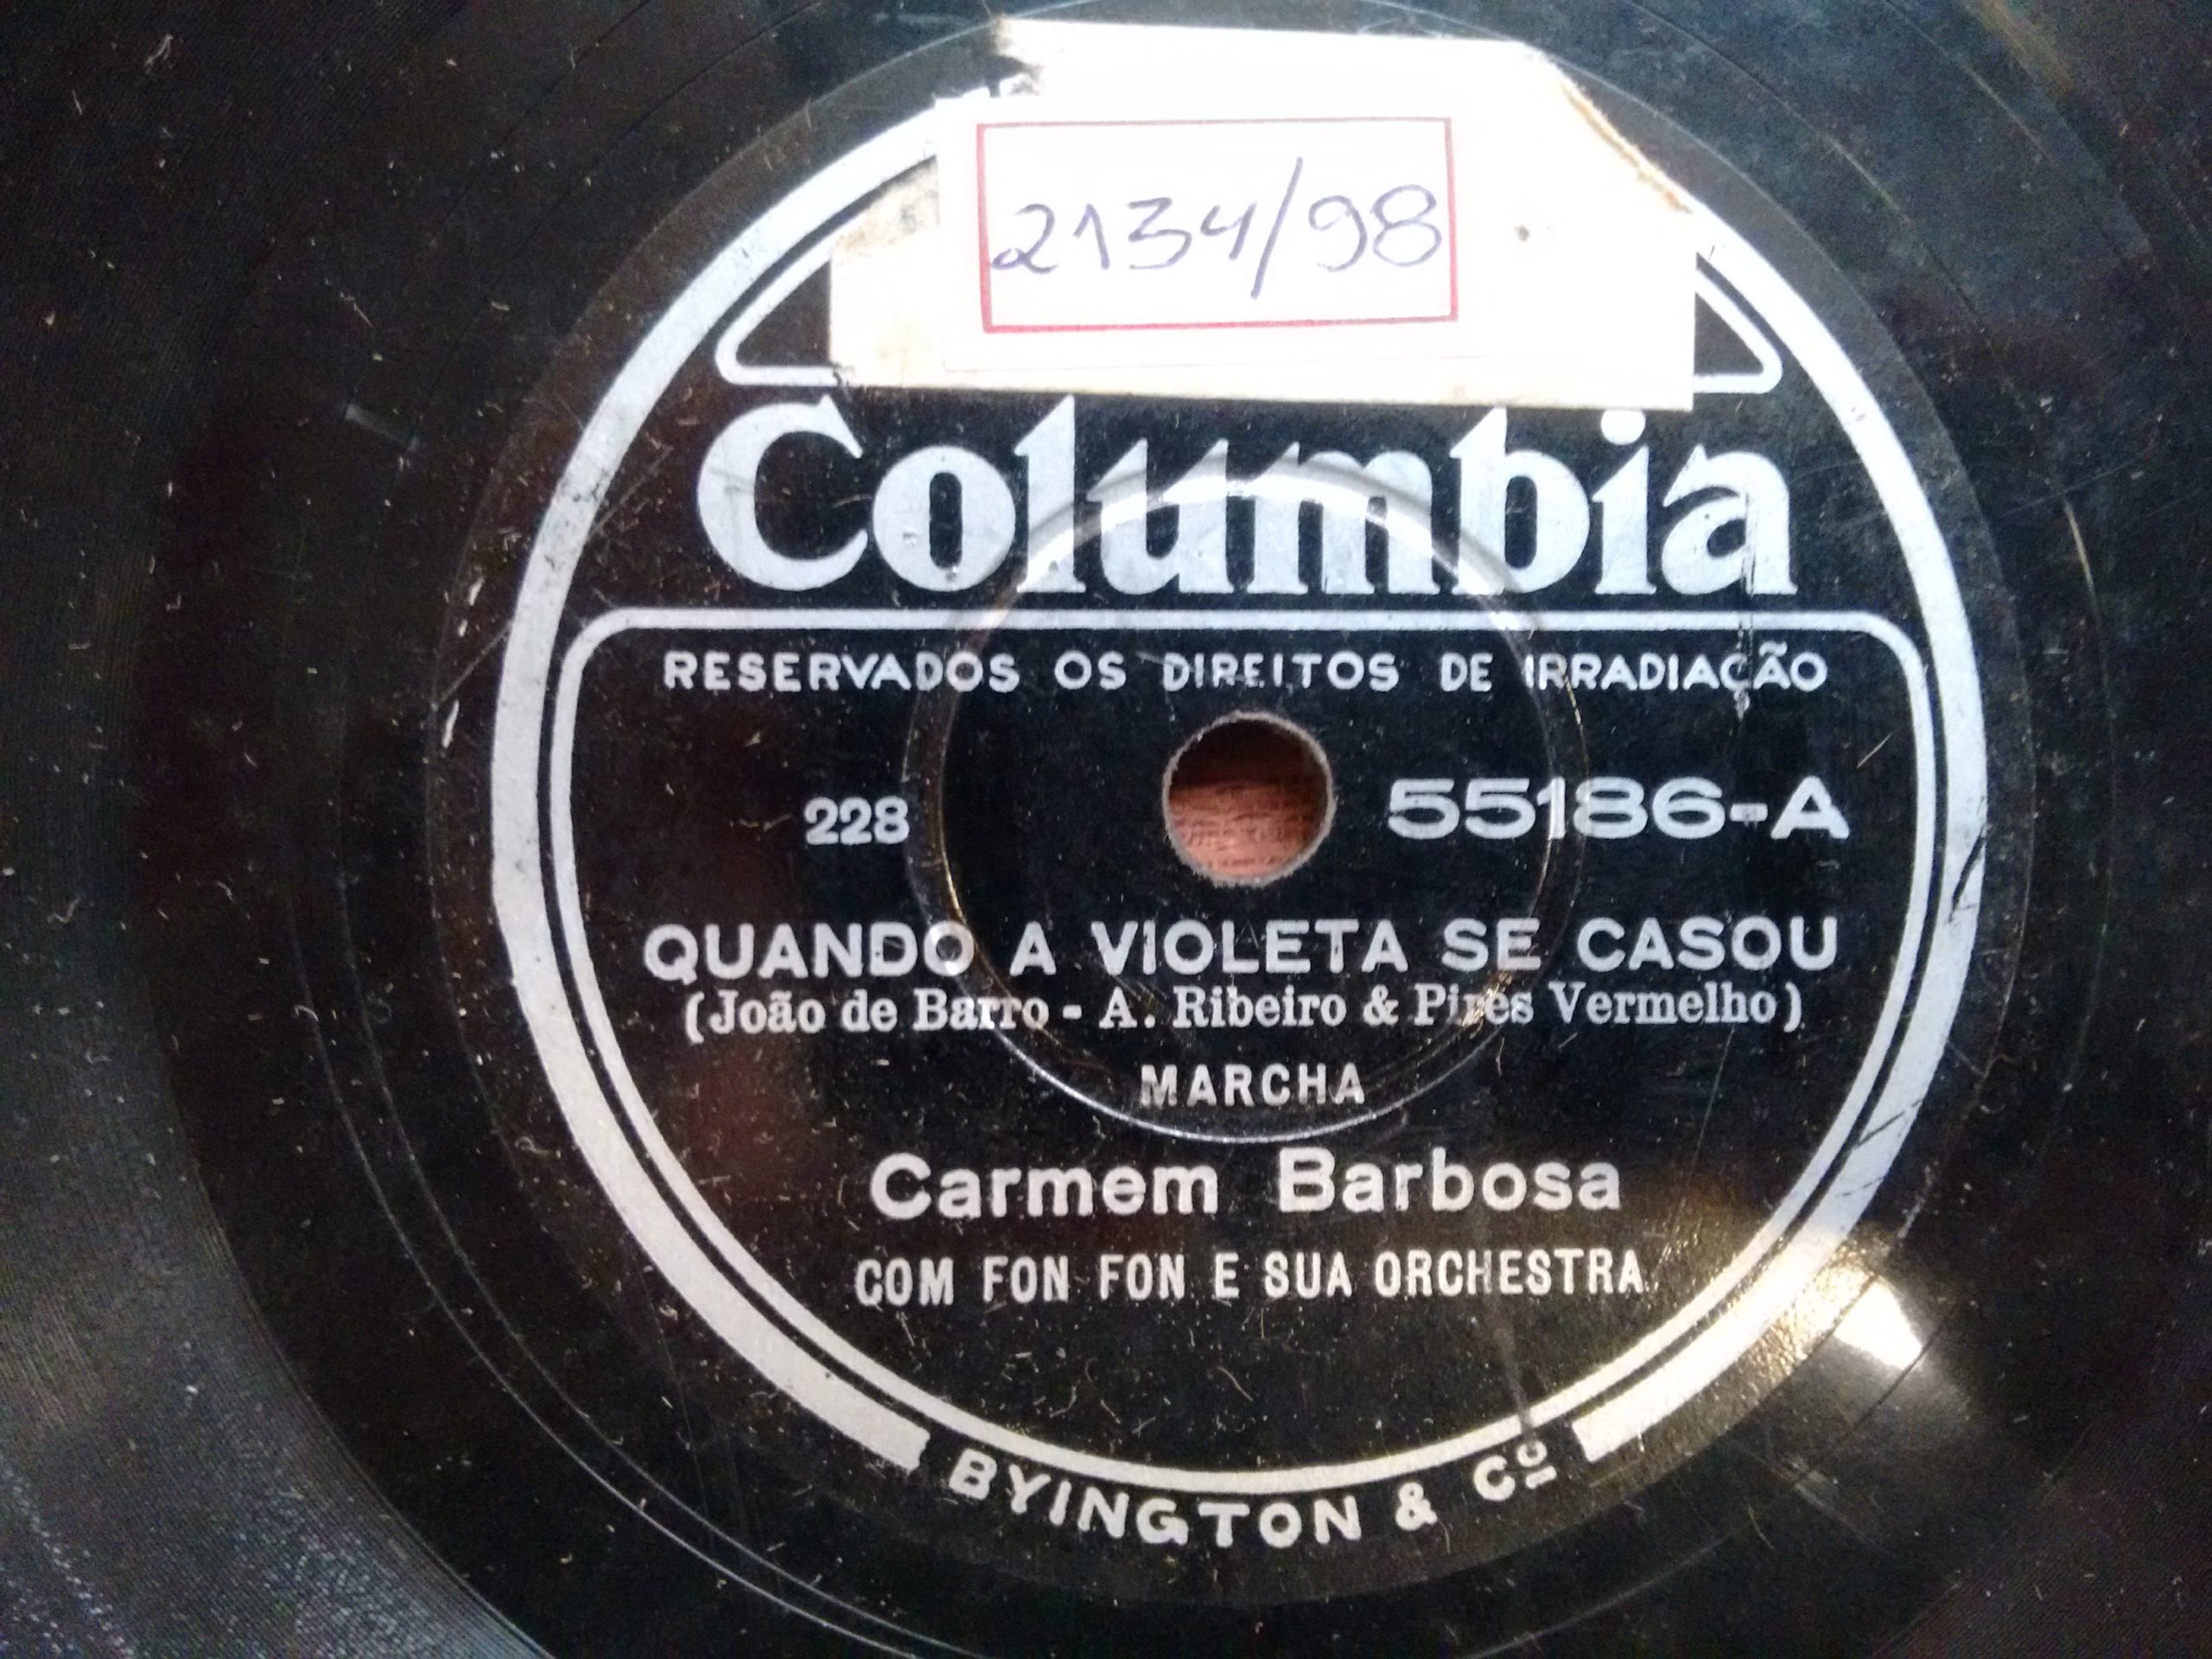 2134/98
Columbia
RESERVADOS OS DIREITOS DE IRRADIAÇÃO
228
55186-A
QUANDO A VIOLETA SE CASOU
(João de Barro - A. Ribeiro & Pires Vermelho)
MARCHA
Carmem Barbosa
COM FON FON E SUA ORCHESTRA
BYINGTON & Cº